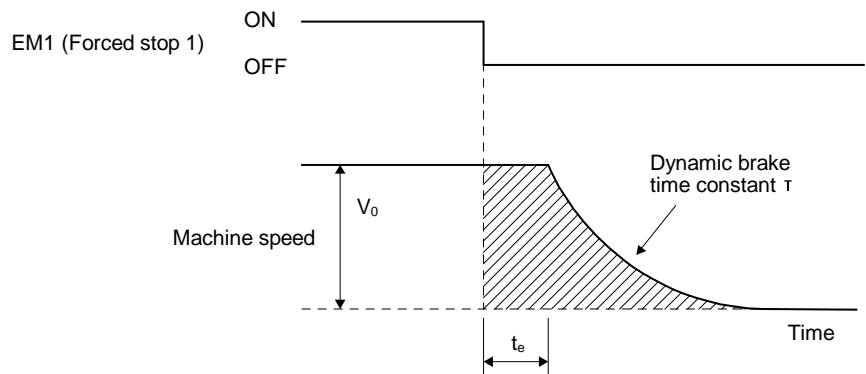 ON
EM1 (Forced stop 1)
OFF
Dynamic brake
time constant τ
V₀
Machine speed
Time
tₑ